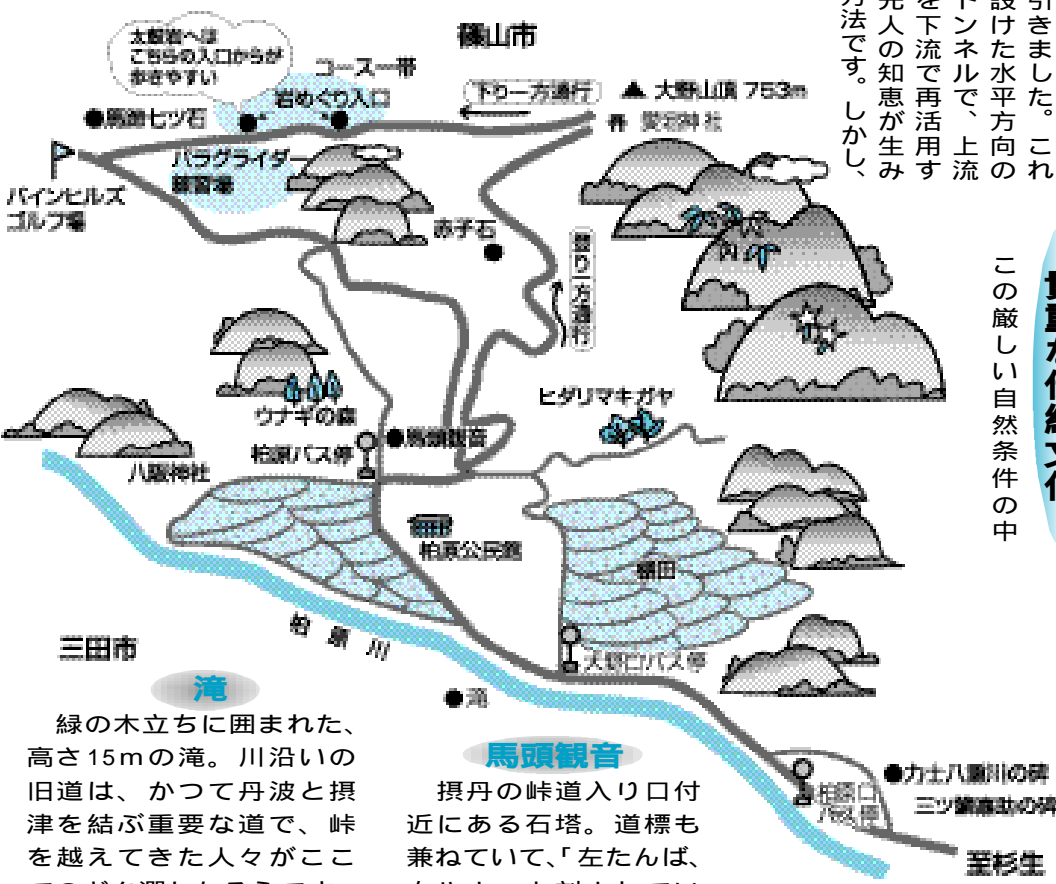 引きました。これ
設けた水平方向の
トンネルで、上流
を下流で再活用す
先人の知恵が生み
方法です。しかし、
この厳しい自然条件の中
篠山市
太鼓岩へは
こちらの入口からが
歩きやすい
コース一帯
岩めぐり入口
下り一方通行
▲ 大野山頂 753m
愛宕神社
●馬蹄七ツ石
パラグライダー
練習場
パインヒルズ
ゴルフ場
赤子石
登り一方通行
ヒダリマキガヤ
ウナギの森
●馬頭観音
柏原バス停
八阪神社
柏原公民館
棚田
柏原川
大野口バス停
三田市
●滝
柏原口
バス停
●力士八重川の碑
至杉生
滝
緑の木立ちに囲まれた、
高さ15mの滝。川沿いの
旧道は、かつて丹波と摂
津を結ぶ重要な道で、峠
を越えてきた人々がここ
馬頭観音
摂丹の峠道入り口付
近にある石塔。道標も
兼ねていて、「左たんば、